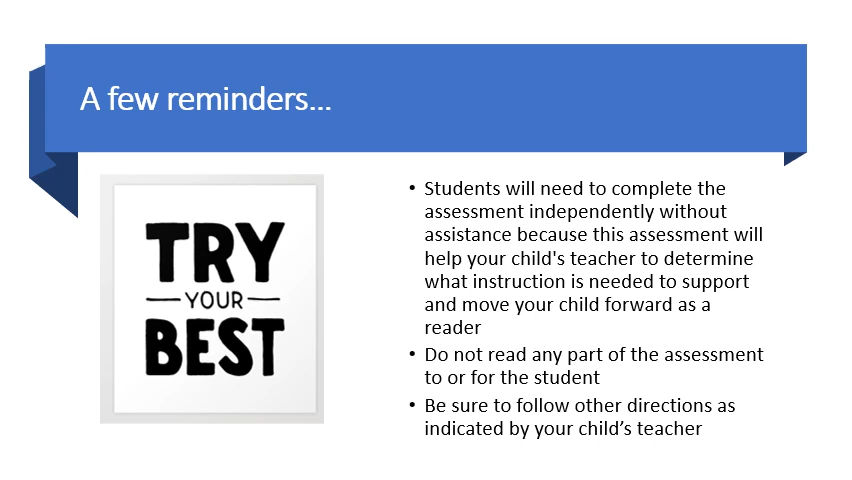 A few reminders...
TRY
YOUR
BEST
• Students will need to complete the
assessment independently without
assistance because this assessment will
help your child's teacher to determine
what instruction is needed to support
and move your child forward as a
reader
• Do not read any part of the assessment
to or for the student
• Be sure to follow other directions as
indicated by your child’s teacher